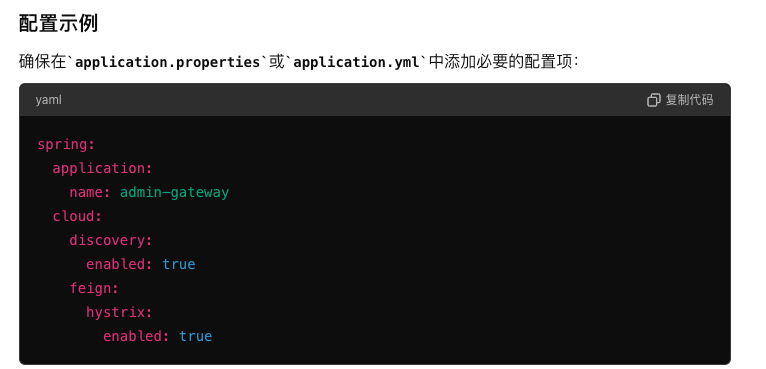 配置示例
确保在`application.properties`或`application.yml`中添加必要的配置项：
yaml
复制代码
spring:
  application:
    name: admin-gateway
  cloud:
    discovery:
      enabled: true
    feign:
      hystrix:
        enabled: true